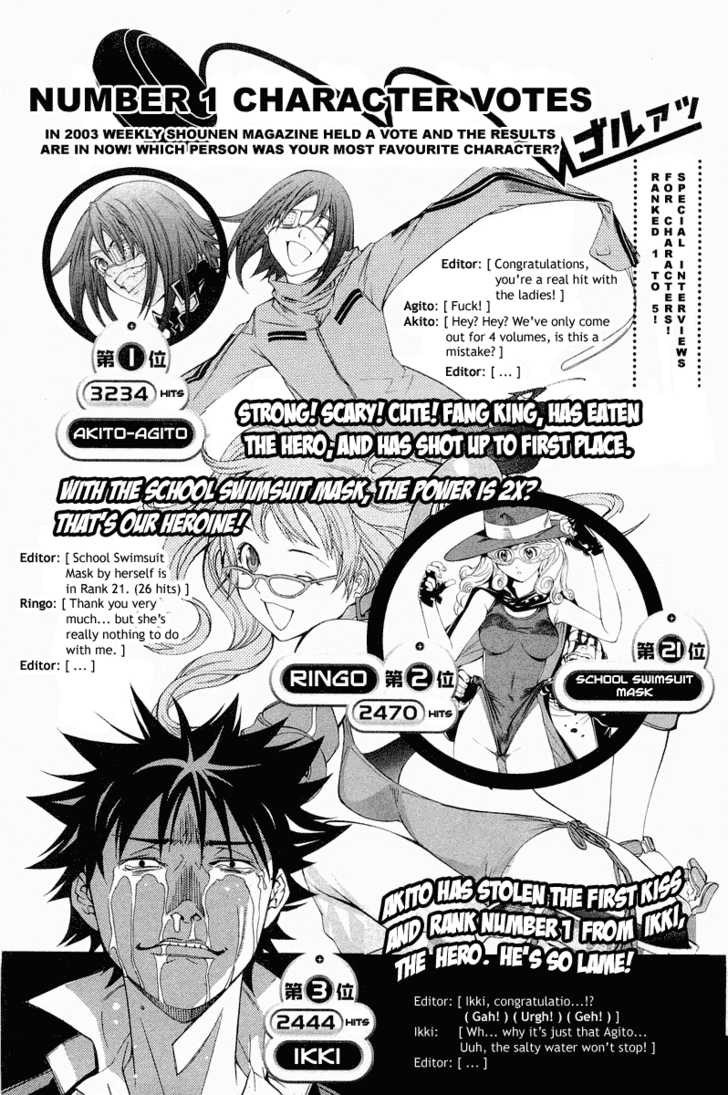 NUMBER 1 CHARACTER VOTES
IN 2003 WEEKLY SHOUNEN MAGAZINE HELD A VOTE AND THE RESULTS
ARE IN NOW! WHICH PERSON WAS YOUR MOST FAVOURITE CHARACTER?
ゴルァッ
SPECIAL INTERVIEWS
FOR CHARACTERS!
RANKED 1 TO 5!
Editor: [ Congratulations,
you're a real hit with
the ladies! ]
Agito: [ Fuck! ]
Akito: [ Hey? Hey? We've only come
out for 4 volumes, is this a
mistake? ]
Editor: [ ... ]
第1位
3234 HITS
AKITO-AGITO
STRONG! SCARY! CUTE! FANG KING, HAS EATEN
THE HERO, AND HAS SHOT UP TO FIRST PLACE.
WITH THE SCHOOL SWIMSUIT MASK, THE POWER IS 2X?
THAT'S OUR HEROINE!
Editor: [ School Swimsuit
Mask by herself is
in Rank 21. (26 hits) ]
Ringo: [ Thank you very
much... but she's
really nothing to do
with me. ]
Editor: [ ... ]
RINGO 第2位
2470 HITS
第21位
SCHOOL SWIMSUIT
MASK
AKITO HAS STOLEN THE FIRST KISS
AND RANK NUMBER 1 FROM IKKI,
THE HERO. HE'S SO LAME!
第3位
2444 HITS
IKKI
Editor: [ Ikki, congratulatio...!?
( Gah! ) ( Urgh! ) ( Geh! ) ]
Ikki: [ Wh... why it's just that Agito...
Uuh, the salty water won't stop! ]
Editor: [ ... ]